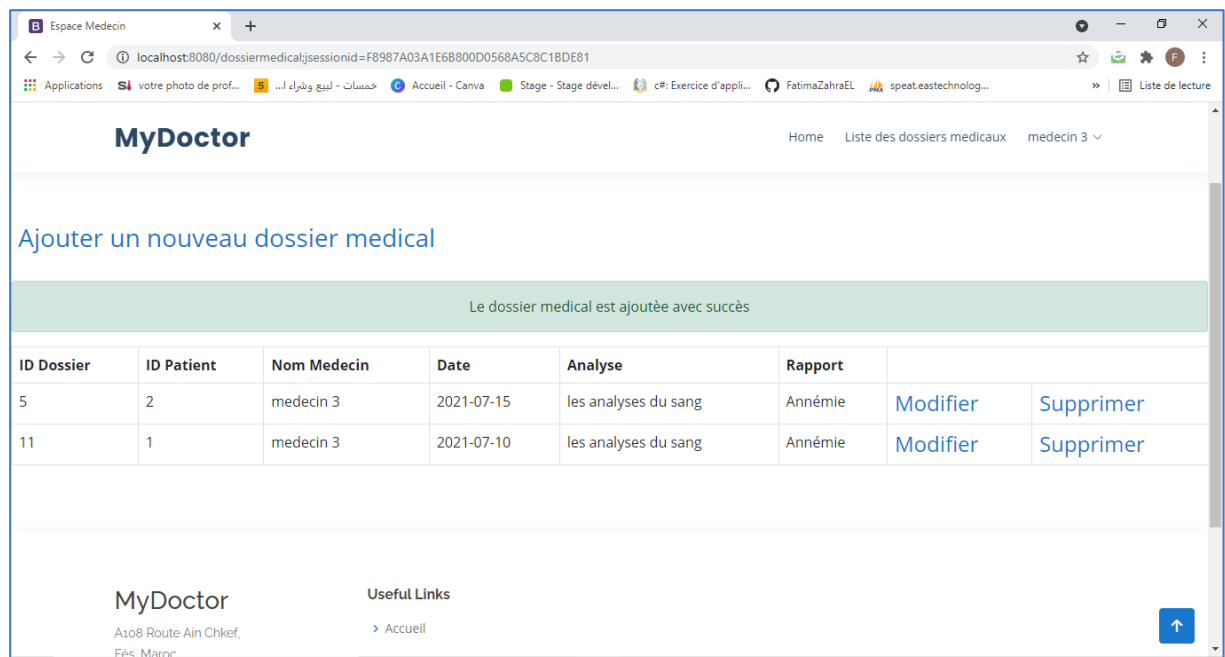 Espace Medecin
localhost:8080/dossiermedical;jsessionid=F8987A03A1E6B800D0568A5C8C1BDE81
Applications votre photo de prof... خمسات - لبيع وشراء ا... Accueil - Canva Stage - Stage dével... c#: Exercice d'appli... FatimaZahraEL speat.eastechnolog... » Liste de lecture
MyDoctor Home Liste des dossiers medicaux medecin 3
Ajouter un nouveau dossier medical
Le dossier medical est ajoutèe avec succès
ID Dossier ID Patient Nom Medecin Date Analyse Rapport
5 2 medecin 3 2021-07-15 les analyses du sang Annémie Modifier Supprimer
11 1 medecin 3 2021-07-10 les analyses du sang Annémie Modifier Supprimer
MyDoctor Useful Links
A108 Route Ain Chkef, > Accueil
Fès, Maroc